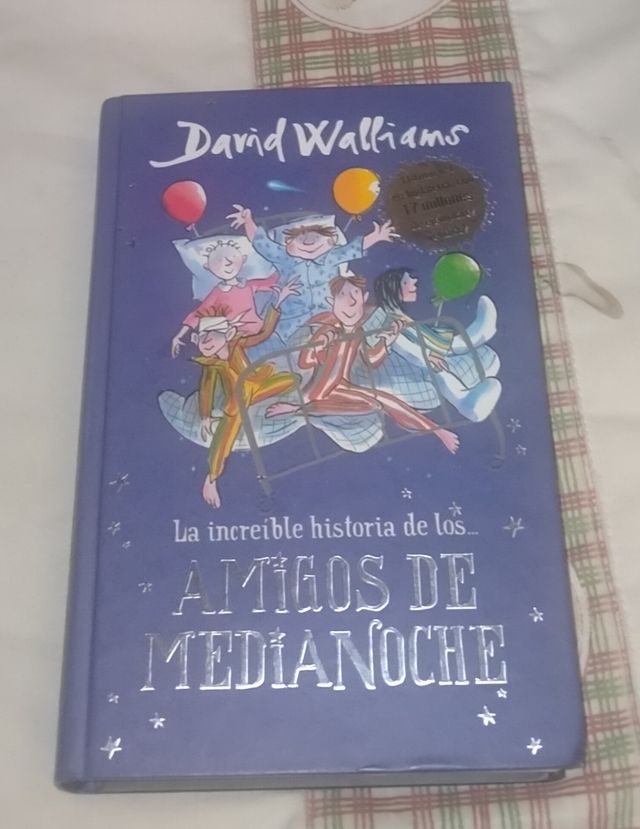 David Walliams
17 millones
La increíble historia de los...
AMiGOS DE
MEDiANOCHE